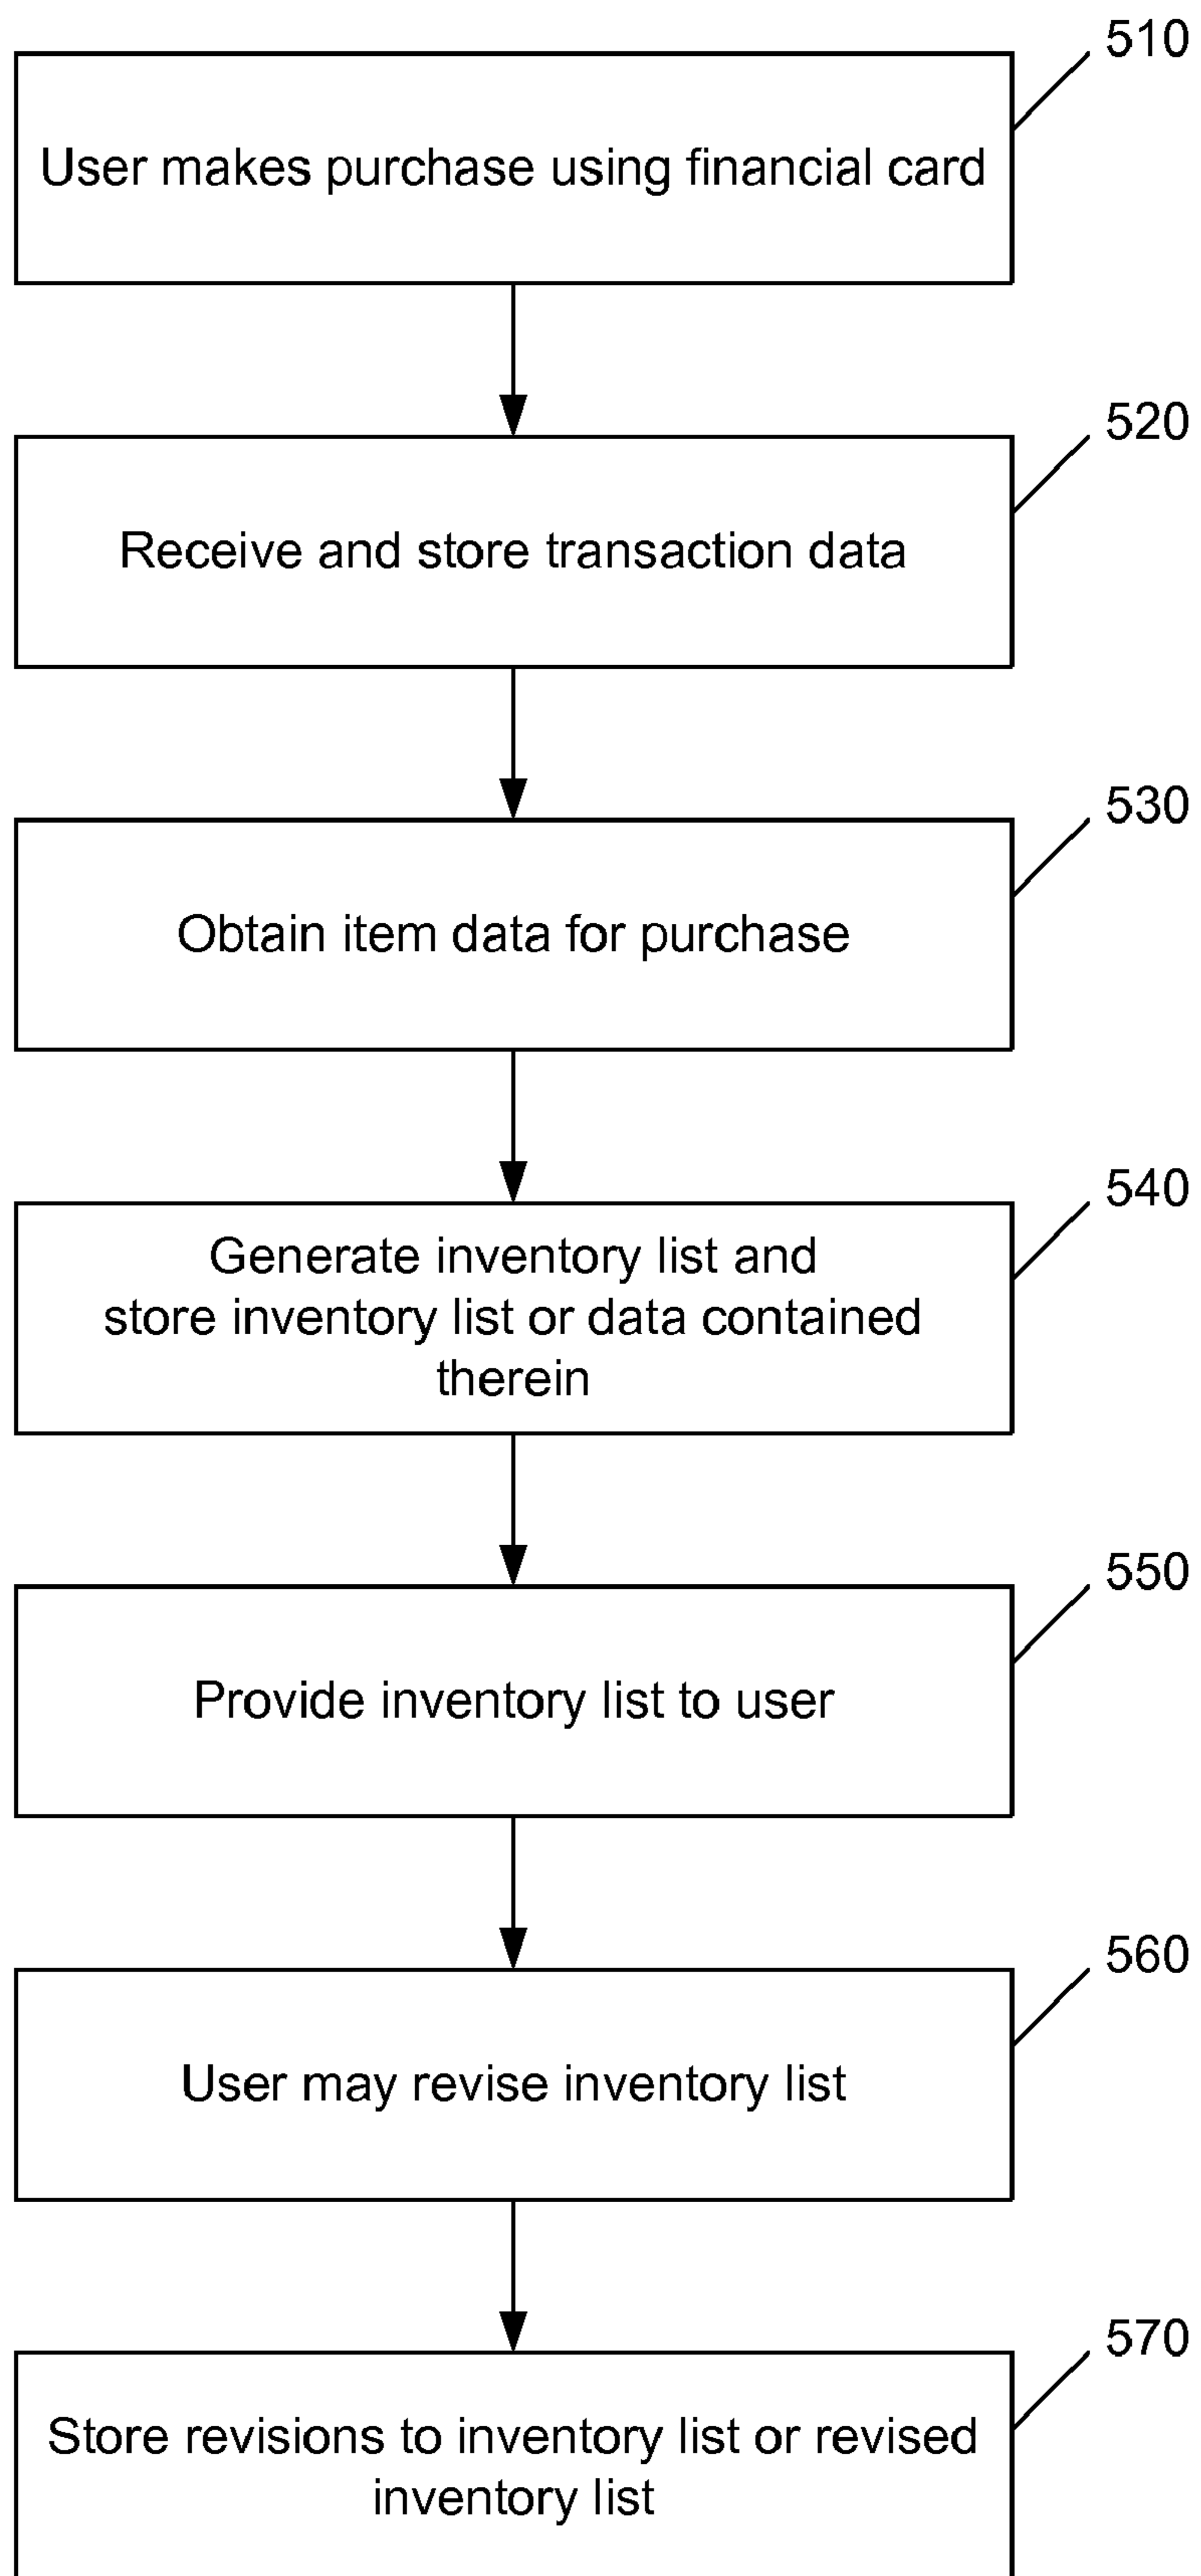 510
User makes purchase using financial card
520
Receive and store transaction data
530
Obtain item data for purchase
540
Generate inventory list and
store inventory list or data contained
therein
550
Provide inventory list to user
560
User may revise inventory list
570
Store revisions to inventory list or revised
inventory list